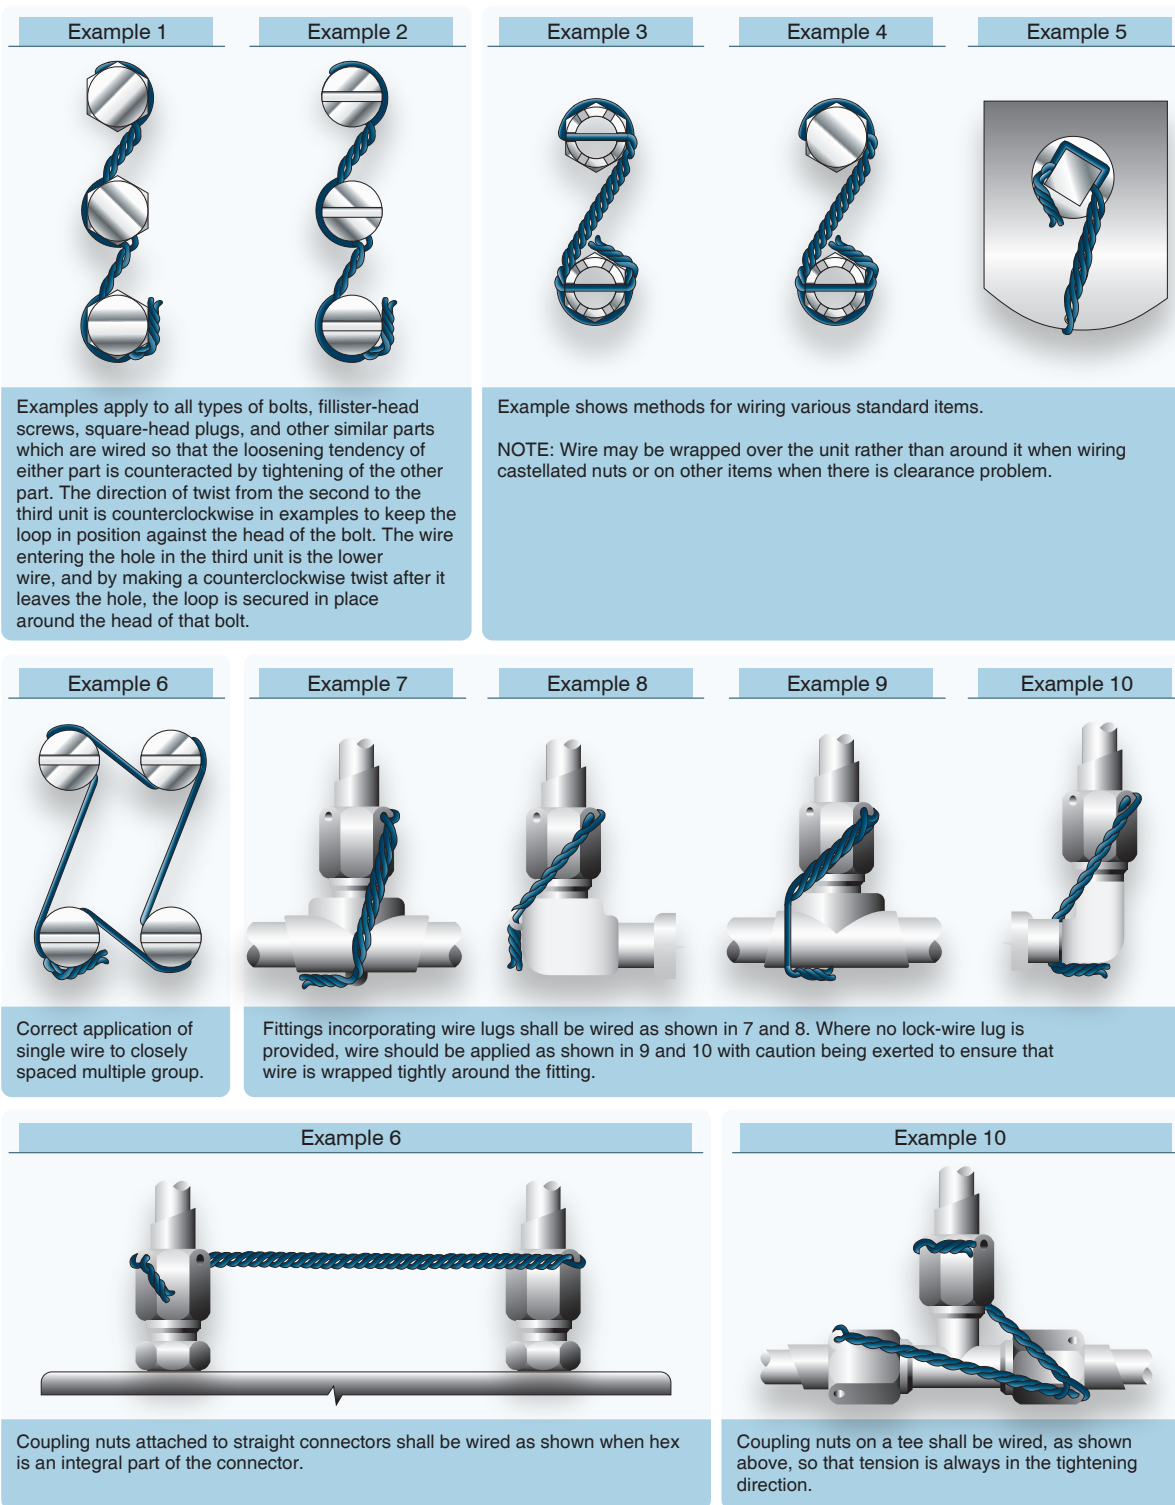 Example 1
Example 2
Example 3
Example 4
Example 5
Examples apply to all types of bolts, fillister-head
screws, square-head plugs, and other similar parts
which are wired so that the loosening tendency of
either part is counteracted by tightening of the other
part. The direction of twist from the second to the
third unit is counterclockwise in examples to keep the
loop in position against the head of the bolt. The wire
entering the hole in the third unit is the lower
wire, and by making a counterclockwise twist after it
leaves the hole, the loop is secured in place
around the head of that bolt.
Example shows methods for wiring various standard items.
NOTE: Wire may be wrapped over the unit rather than around it when wiring
castellated nuts or on other items when there is clearance problem.
Example 6
Example 7
Example 8
Example 9
Example 10
Correct application of
single wire to closely
spaced multiple group.
Fittings incorporating wire lugs shall be wired as shown in 7 and 8. Where no lock-wire lug is
provided, wire should be applied as shown in 9 and 10 with caution being exerted to ensure that
wire is wrapped tightly around the fitting.
Example 6
Example 10
Coupling nuts attached to straight connectors shall be wired as shown when hex
is an integral part of the connector.
Coupling nuts on a tee shall be wired, as shown
above, so that tension is always in the tightening
direction.